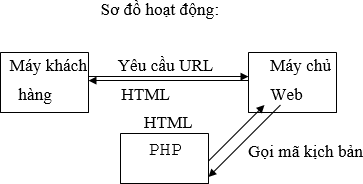 Sơ đồ hoạt động:
Máy khách
hàng
Yêu cầu URL
HTML
Máy chủ
Web
HTML
PHP
Gọi mã kịch bản